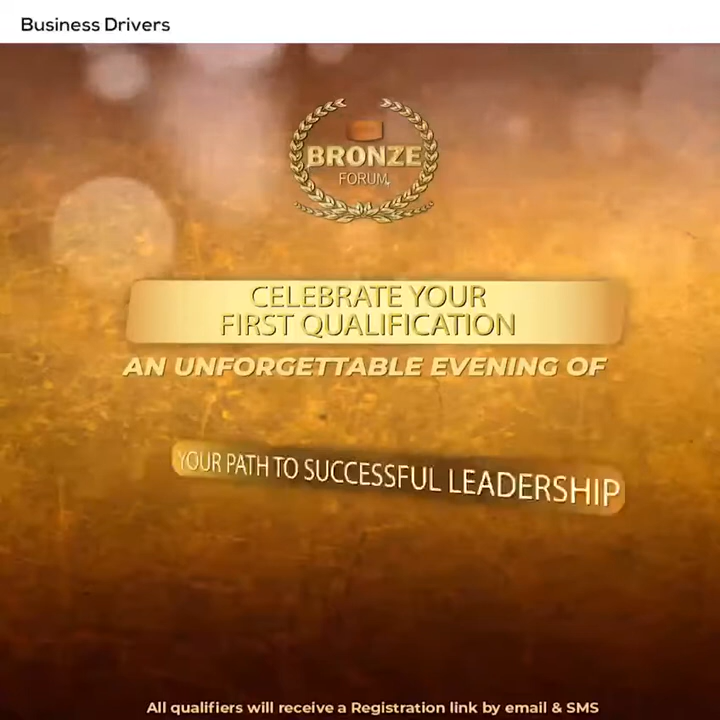 Business Drivers
BRONZE
FORUM
CELEBRATE YOUR
FIRST QUALIFICATION
AN UNFORGETTABLE EVENING OF
YOUR PATH TO SUCCESSFUL LEADERSHIP
All qualifiers will receive a Registration link by email & SMS